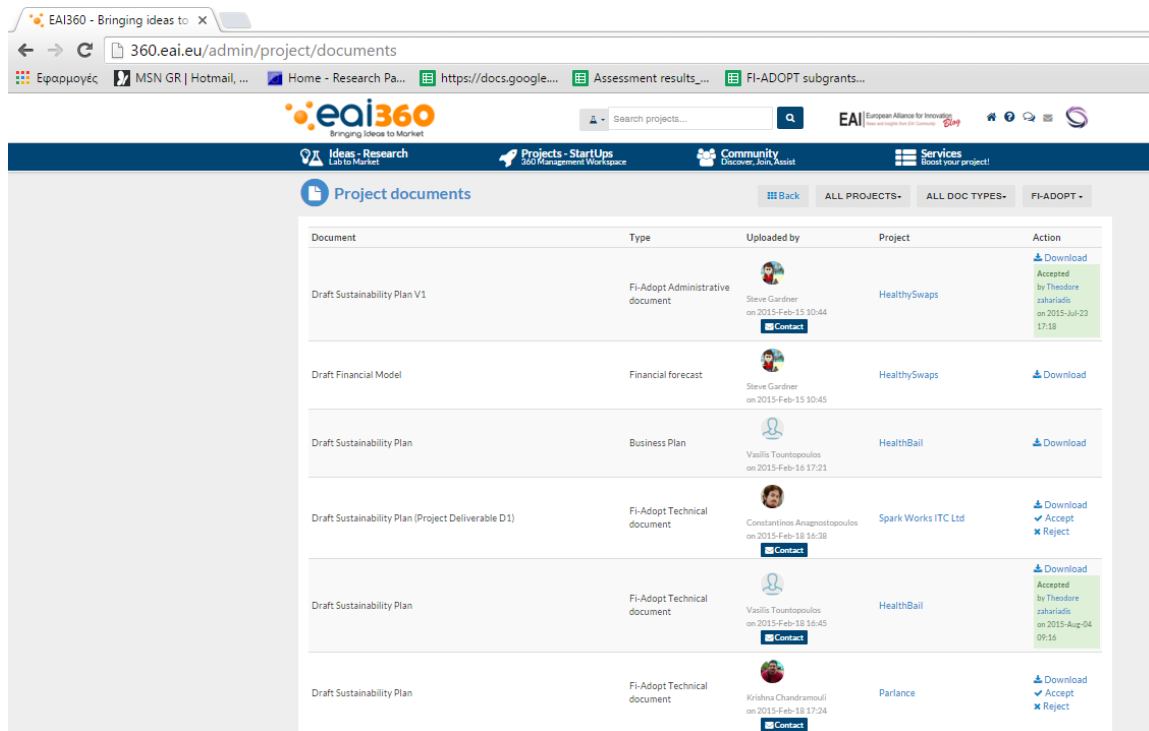 EAI360 - Bringing ideas to
360.eai.eu/admin/project/documents
Εφαρμογές MSN GR | Hotmail, ... Home - Research Pa... https://docs.google.... Assessment results_... FI-ADOPT subgrants...
eai360
Bringing Ideas to Market
Search projects...
EAI European Alliance for Innovation
Blog
Ideas - Research
Lab to Market
Projects - StartUps
360 Management Workspace
Community
Discover, Join, Assist
Services
Boost your project!
Project documents
Back ALL PROJECTS ALL DOC TYPES FI-ADOPT
Document Type Uploaded by Project Action
Draft Sustainability Plan V1
Fi-Adopt Administrative
document
Steve Gardner
on 2015-Feb-15 10:44
Contact
HealthySwaps
Download
Accepted
by Theodore
zahariadis
on 2015-Jul-23
17:18
Draft Financial Model
Financial forecast
Steve Gardner
on 2015-Feb-15 10:45
HealthySwaps
Download
Draft Sustainability Plan
Business Plan
Vasilis Tountopoulos
on 2015-Feb-16 17:21
HealthBail
Download
Draft Sustainability Plan (Project Deliverable D1)
Fi-Adopt Technical
document
Constantinos Anagnostopoulos
on 2015-Feb-18 16:38
Contact
Spark Works ITC Ltd
Download
Accept
Reject
Draft Sustainability Plan
Fi-Adopt Technical
document
Vasilis Tountopoulos
on 2015-Feb-18 16:45
Contact
HealthBail
Download
Accepted
by Theodore
zahariadis
on 2015-Aug-04
09:16
Draft Sustainability Plan
Fi-Adopt Technical
document
Krishna Chandramouli
on 2015-Feb-18 17:24
Contact
Parlance
Download
Accept
Reject